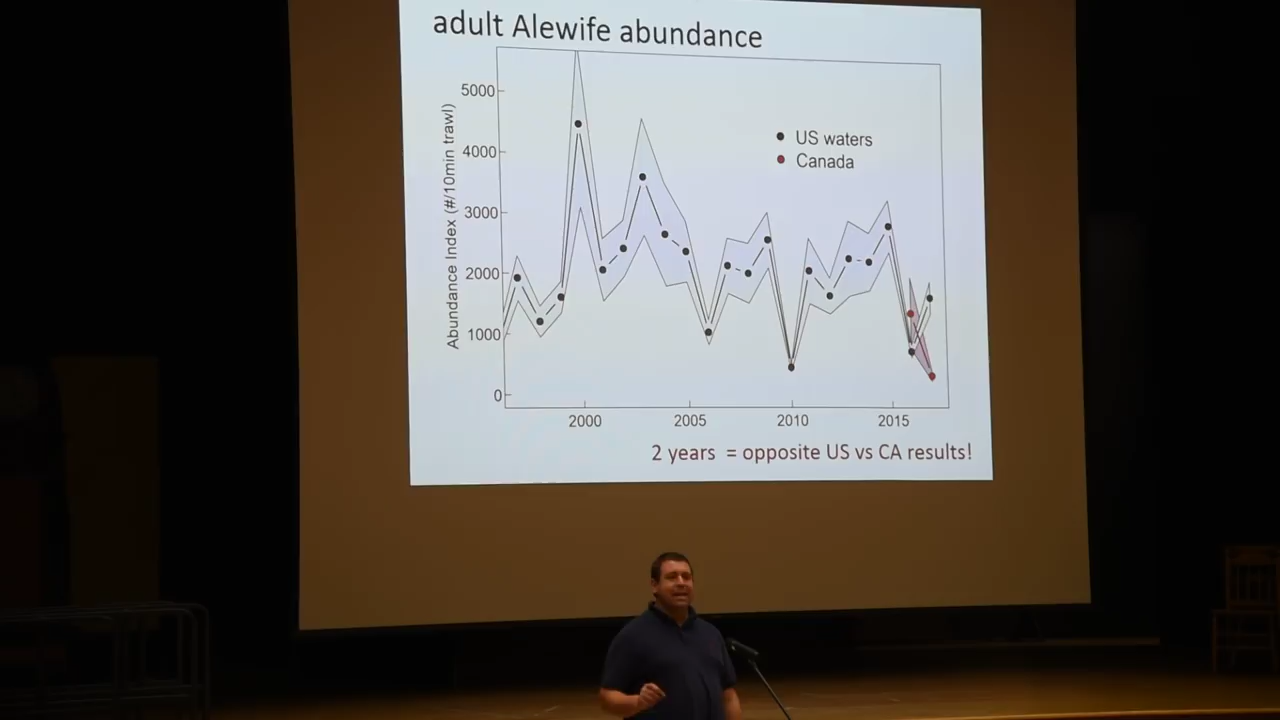 adult Alewife abundance
Abundance Index (#/10min trawl)
5000
4000
3000
2000
1000
0
US waters
Canada
2000 2005 2010 2015
2 years = opposite US vs CA results!